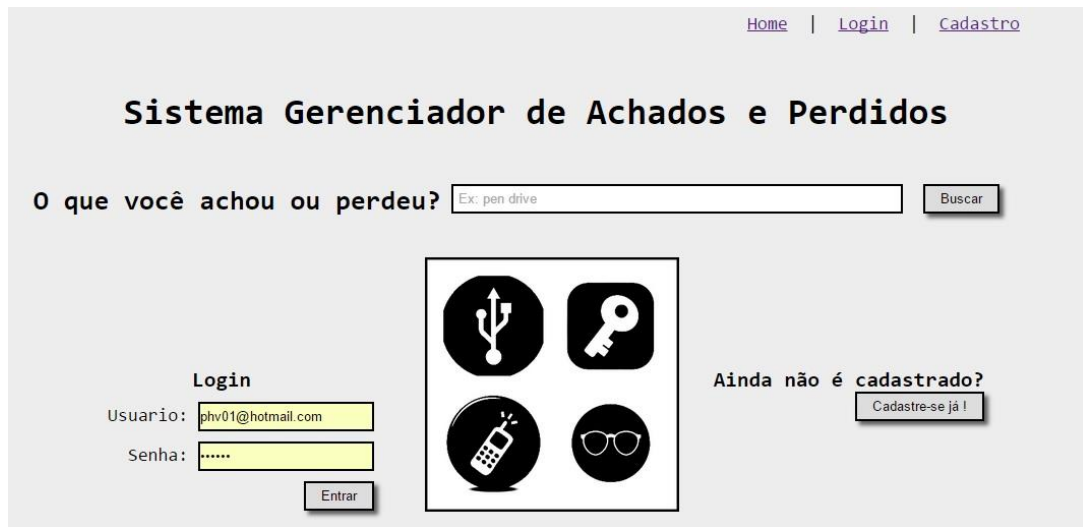 Home | Login | Cadastro
Sistema Gerenciador de Achados e Perdidos
O que você achou ou perdeu? Ex: pen drive Buscar
Login
Usuario: phv01@hotmail.com
Senha: ······
Entrar
Ainda não é cadastrado?
Cadastre-se já !